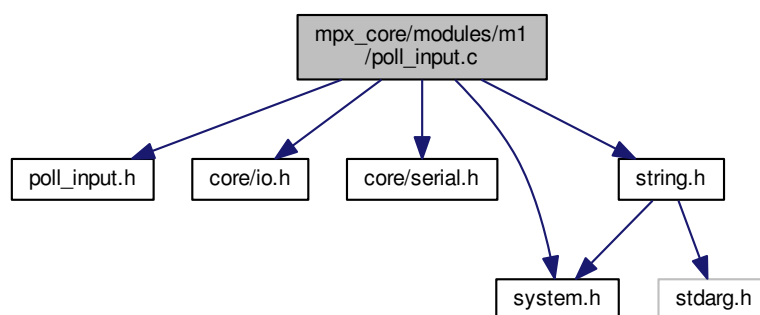 mpx_core/modules/m1
/poll_input.c
poll_input.h
core/io.h
core/serial.h
string.h
system.h
stdarg.h